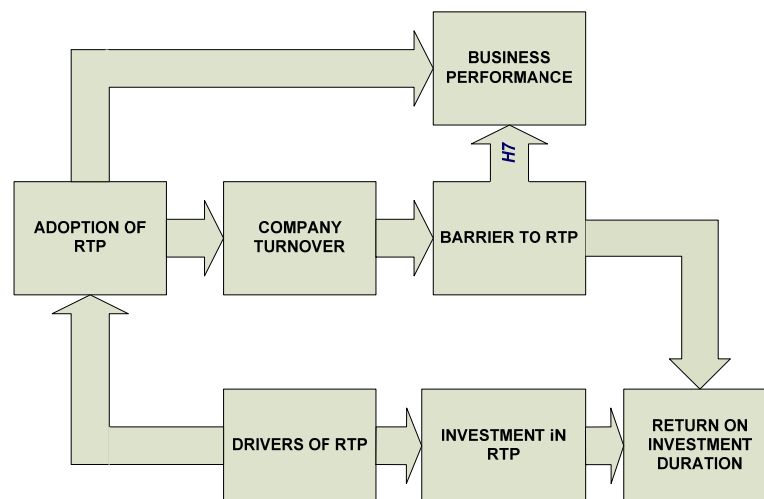 BUSINESS
PERFORMANCE
H7
ADOPTION OF
RTP
COMPANY
TURNOVER
BARRIER TO RTP
DRIVERS OF RTP
INVESTMENT iN
RTP
RETURN ON
INVESTMENT
DURATION